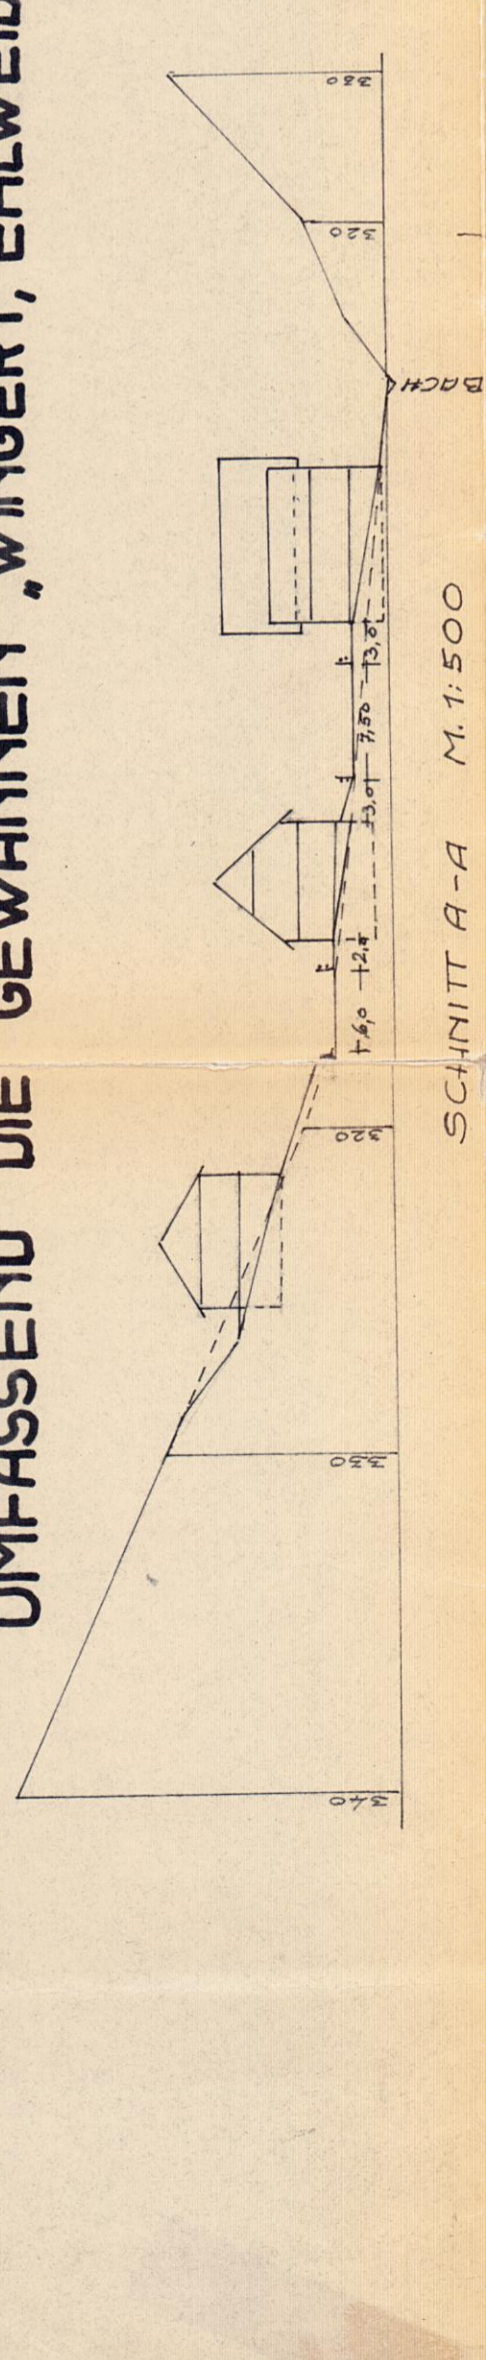 UMFASSEND DIE GEWANNEN „WINGERT, EHLWEID
340
330
320
+6,0 +2,5
+3,0+ 7,50 +3,0+
BACH
320
330
SCHNITT A-A M. 1:500